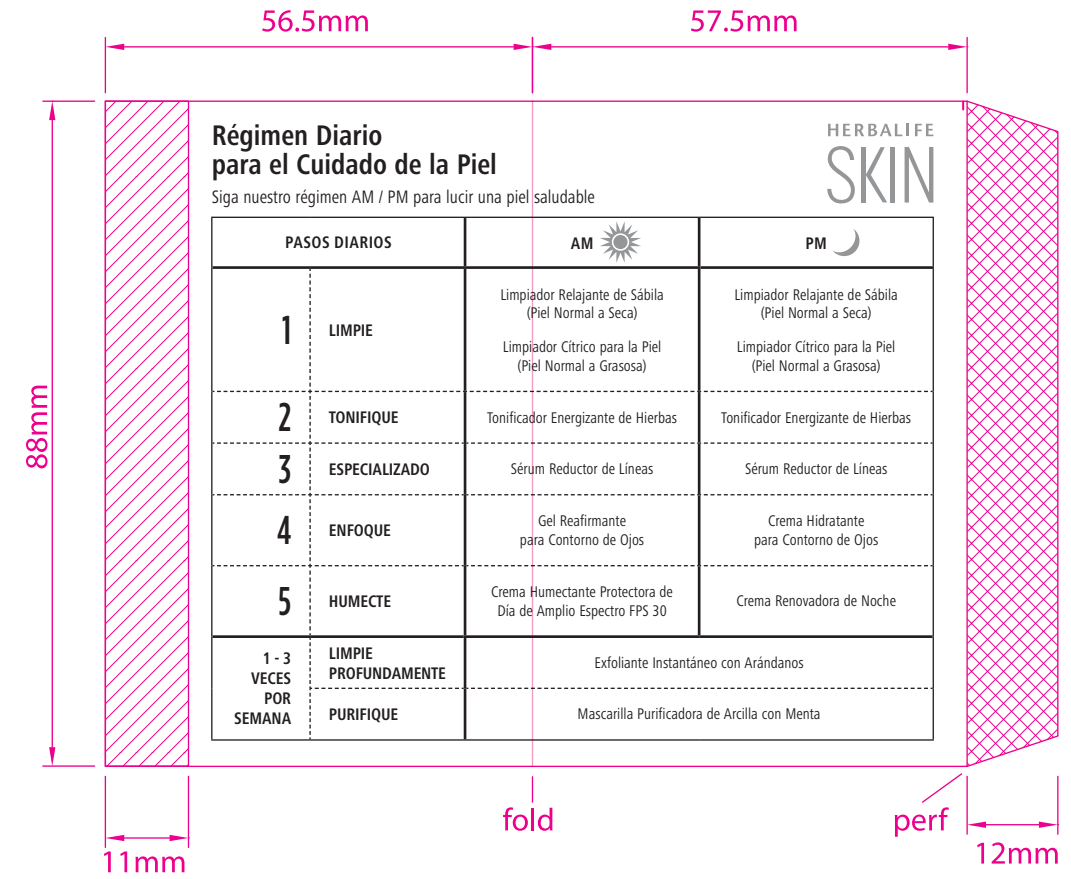 56.5mm
57.5mm
88mm
Régimen Diario
para el Cuidado de la Piel
Siga nuestro régimen AM / PM para lucir una piel saludable
HERBALIFE
SKIN
PASOS DIARIOS
AM
PM
1
LIMPIE
Limpiador Relajante de Sábila
(Piel Normal a Seca)
Limpiador Cítrico para la Piel
(Piel Normal a Grasosa)
Limpiador Relajante de Sábila
(Piel Normal a Seca)
Limpiador Cítrico para la Piel
(Piel Normal a Grasosa)
2
TONIFIQUE
Tonificador Energizante de Hierbas
Tonificador Energizante de Hierbas
3
ESPECIALIZADO
Sérum Reductor de Líneas
Sérum Reductor de Líneas
4
ENFOQUE
Gel Reafirmante
para Contorno de Ojos
Crema Hidratante
para Contorno de Ojos
5
HUMECTE
Crema Humectante Protectora de
Día de Amplio Espectro FPS 30
Crema Renovadora de Noche
1 - 3
VECES
POR
SEMANA
LIMPIE
PROFUNDAMENTE
Exfoliante Instantáneo con Arándanos
PURIFIQUE
Mascarilla Purificadora de Arcilla con Menta
fold
perf
11mm
12mm